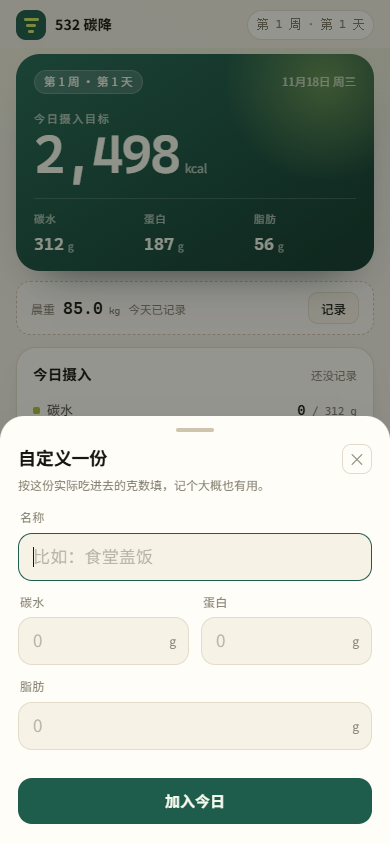 532 碳降
第 1 周 · 第 1 天
第 1 周 · 第 1 天
11月18日 周三
今日摄入目标
2,498 kcal
碳水 蛋白 脂肪
312 g 187 g 56 g
晨重 85.0 kg 今天已记录 记录
今日摄入 还没记录
碳水 0 / 312 g
自定义一份
按这份实际吃进去的克数填，记个大概也有用。
名称
比如：食堂盖饭
碳水 蛋白
0 g 0 g
脂肪
0 g
加入今日